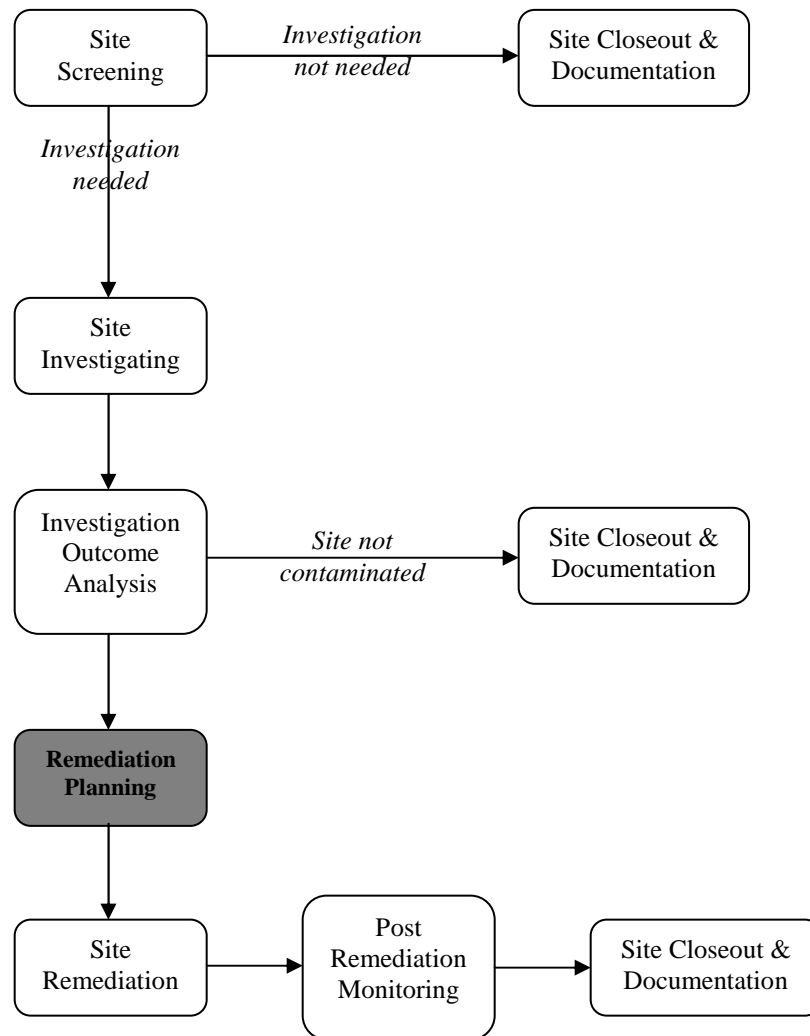 Site
Screening
Investigation
not needed
Site Closeout &
Documentation
Investigation
needed
Site
Investigating
Investigation
Outcome
Analysis
Site not
contaminated
Site Closeout &
Documentation
Remediation
Planning
Site
Remediation
Post
Remediation
Monitoring
Site Closeout &
Documentation